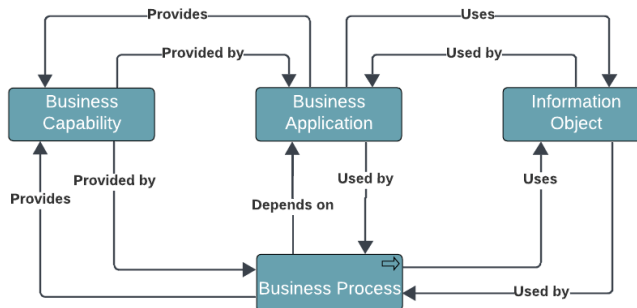 Provides
Uses
Provided by
Used by
Business
Capability
Business
Application
Information
Object
Provided by
Used by
Uses
Provides
Depends on
Business Process
Used by